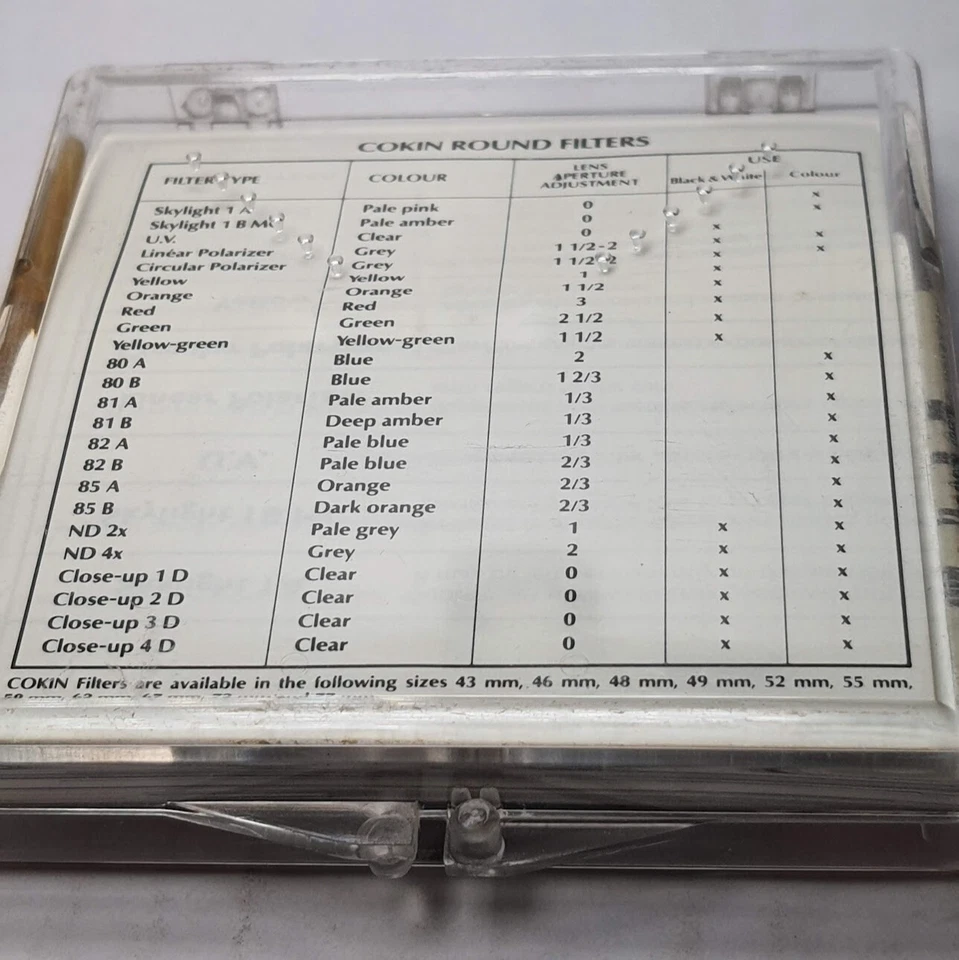 COKIN ROUND FILTERS
FILTER TYPE COLOUR LENS APERTURE ADJUSTMENT USE
Black & White Colour
Skylight 1 A Pale pink 0 x
Skylight 1 B Pale amber 0 x
U.V. Clear 0 x
Linéar Polarizer Grey 1 1/2-2 x x
Circular Polarizer Grey 1 1/2-2 x x
Yellow Yellow 1 x
Orange Orange 1 1/2 x
Red Red 3 x
Green Green 2 1/2 x
Yellow-green Yellow-green 1 1/2 x
80 A Blue 2 x
80 B Blue 1 2/3 x
81 A Pale amber 1/3 x
81 B Deep amber 1/3 x
82 A Pale blue 1/3 x
82 B Pale blue 2/3 x
85 A Orange 2/3 x
85 B Dark orange 2/3 x
ND 2x Pale grey 1 x x
ND 4x Grey 2 x x
Close-up 1 D Clear 0 x x
Close-up 2 D Clear 0 x x
Close-up 3 D Clear 0 x x
Close-up 4 D Clear 0 x x
COKIN Filters are available in the following sizes 43 mm, 46 mm, 48 mm, 49 mm, 52 mm, 55 mm,